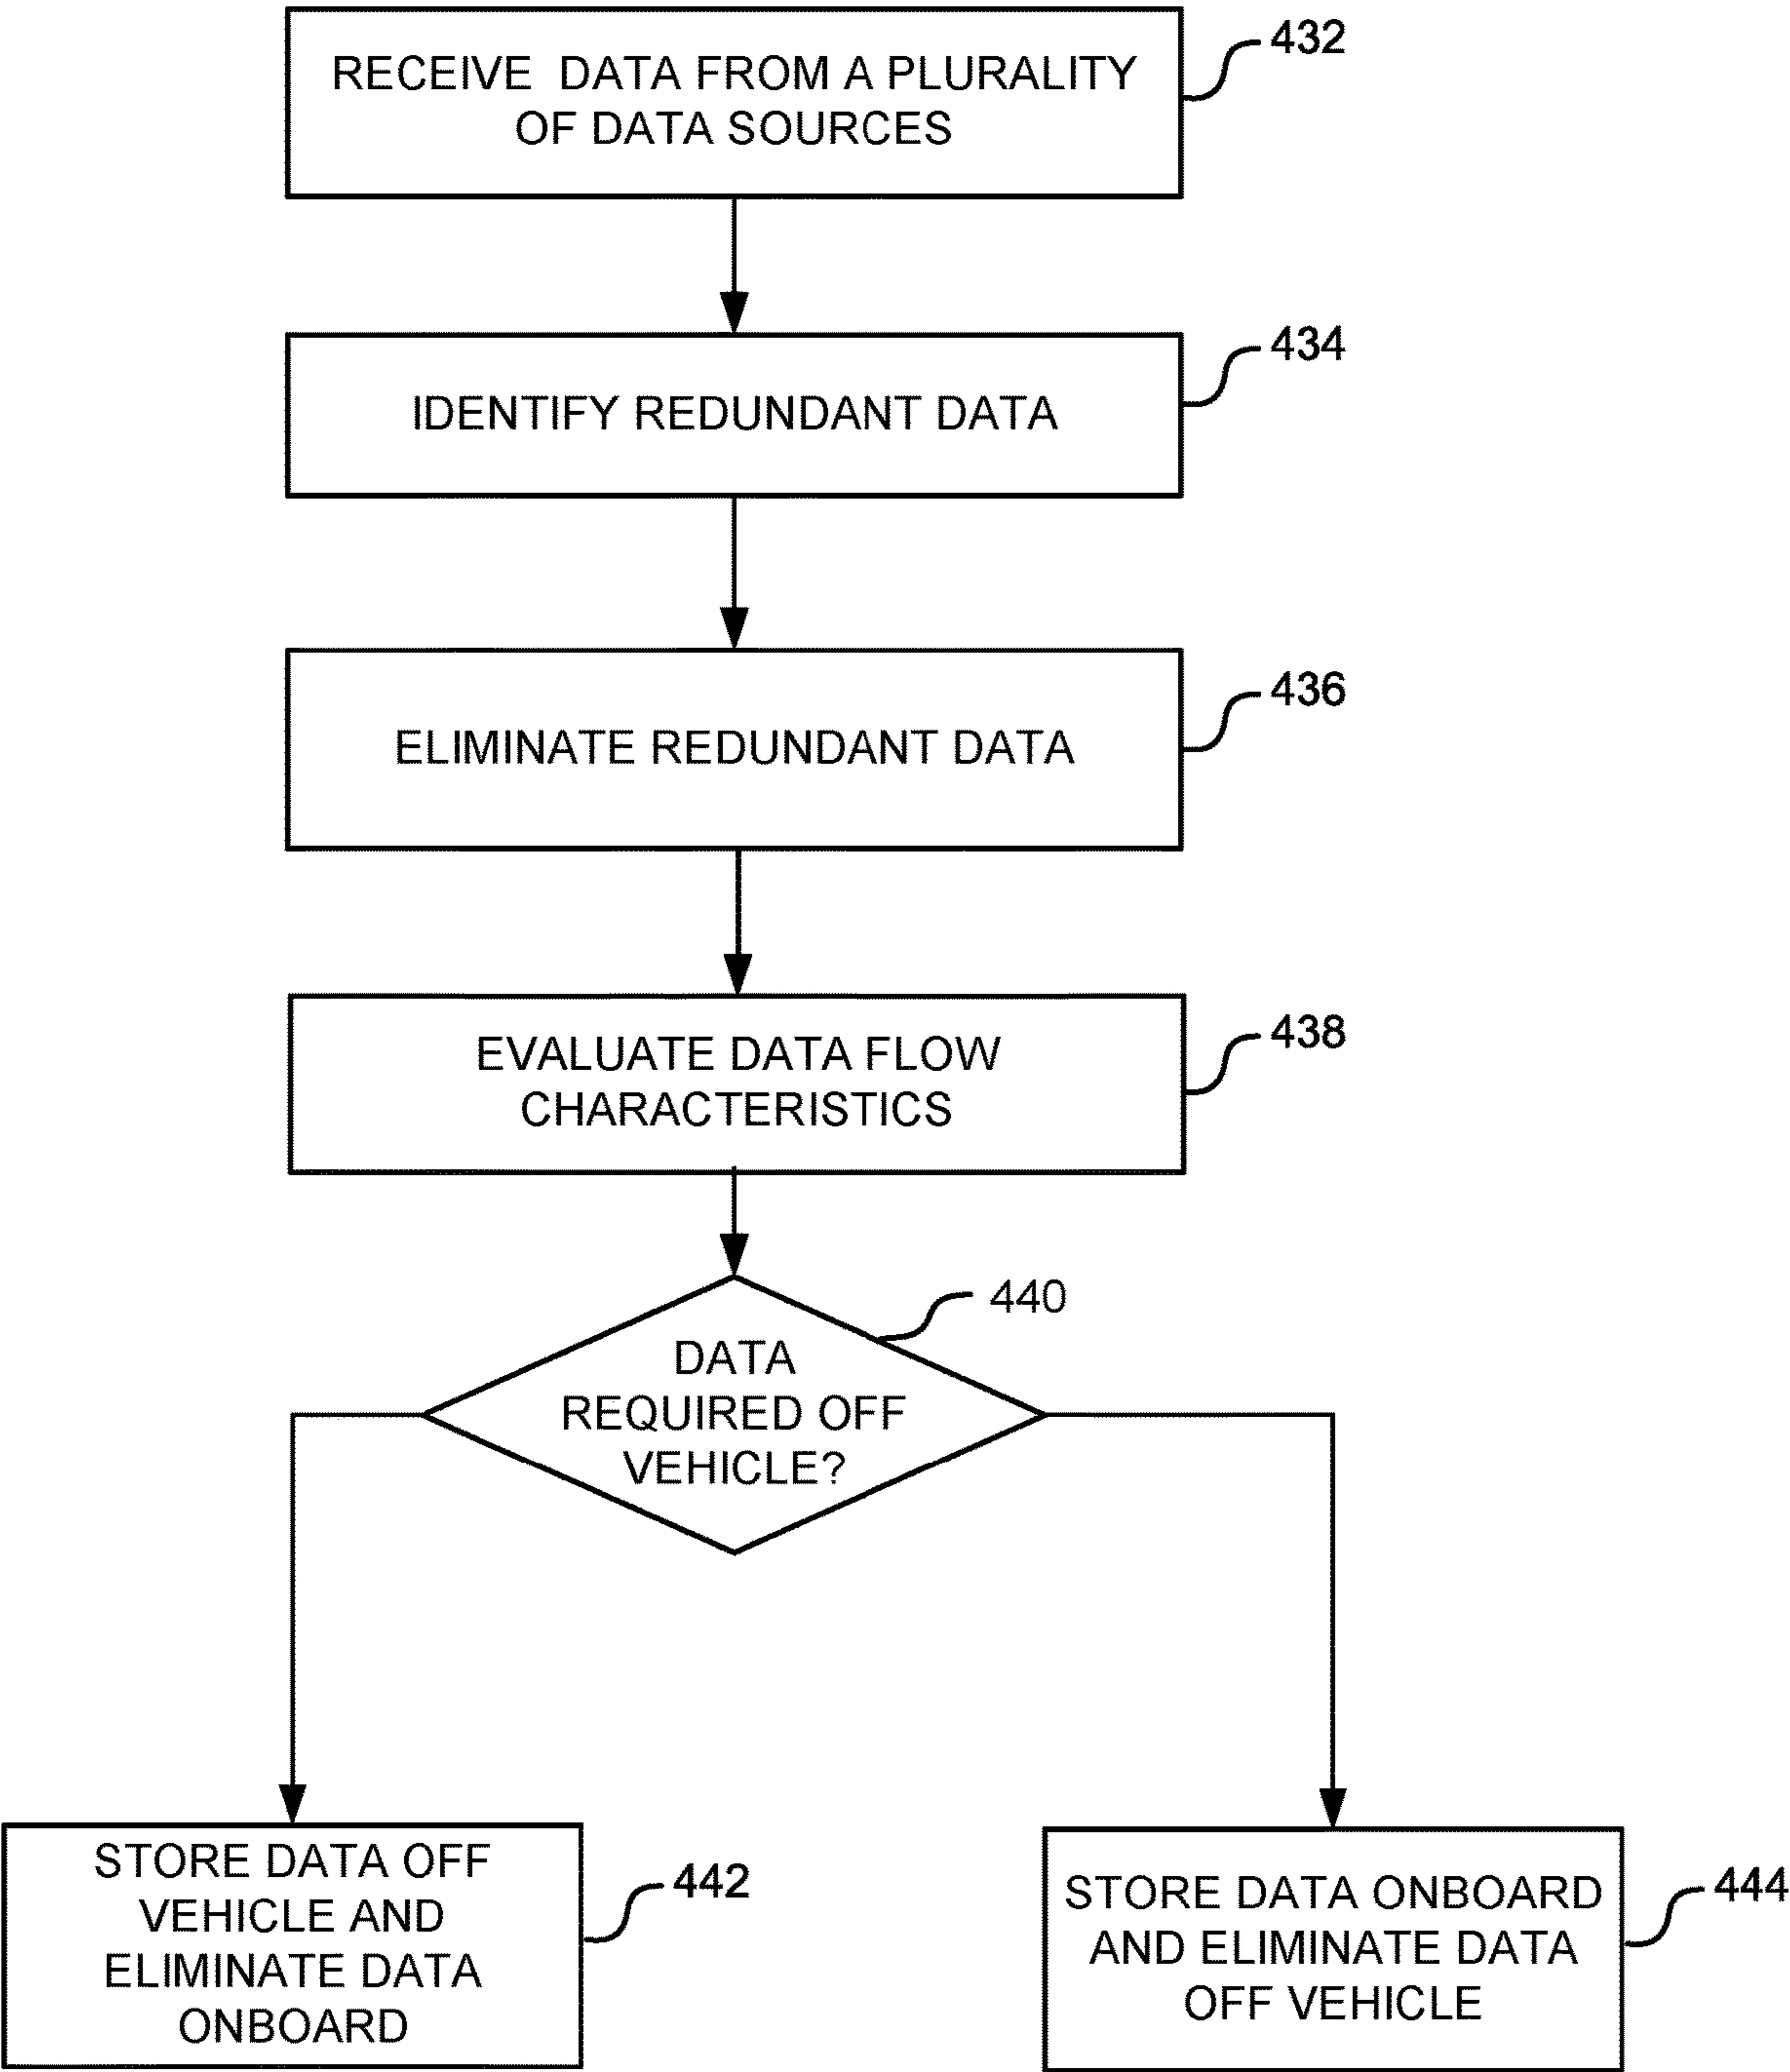 432
RECEIVE DATA FROM A PLURALITY
OF DATA SOURCES
434
IDENTIFY REDUNDANT DATA
436
ELIMINATE REDUNDANT DATA
438
EVALUATE DATA FLOW
CHARACTERISTICS
440
DATA
REQUIRED OFF
VEHICLE?
STORE DATA OFF
VEHICLE AND
ELIMINATE DATA
ONBOARD
442
STORE DATA ONBOARD
AND ELIMINATE DATA
OFF VEHICLE
444